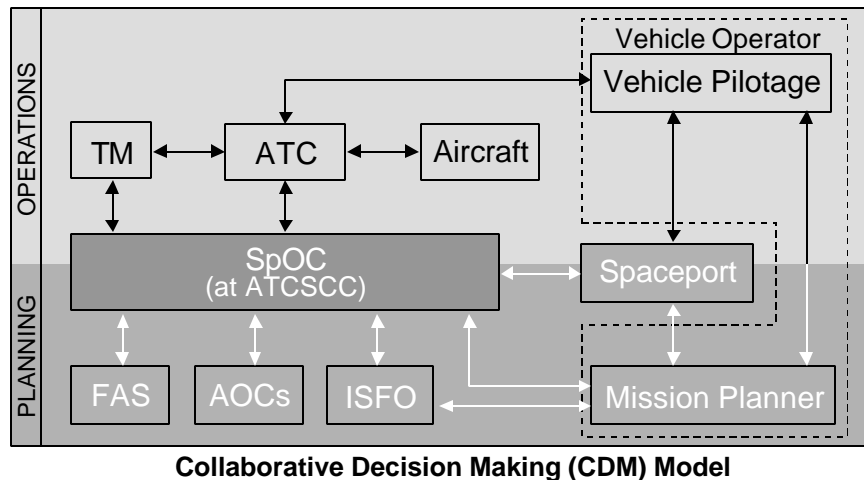 OPERATIONS
Vehicle Operator
Vehicle Pilotage
TM
ATC
Aircraft
SpOC
(at ATCSCC)
Spaceport
PLANNING
FAS
AOCs
ISFO
Mission Planner
Collaborative Decision Making (CDM) Model